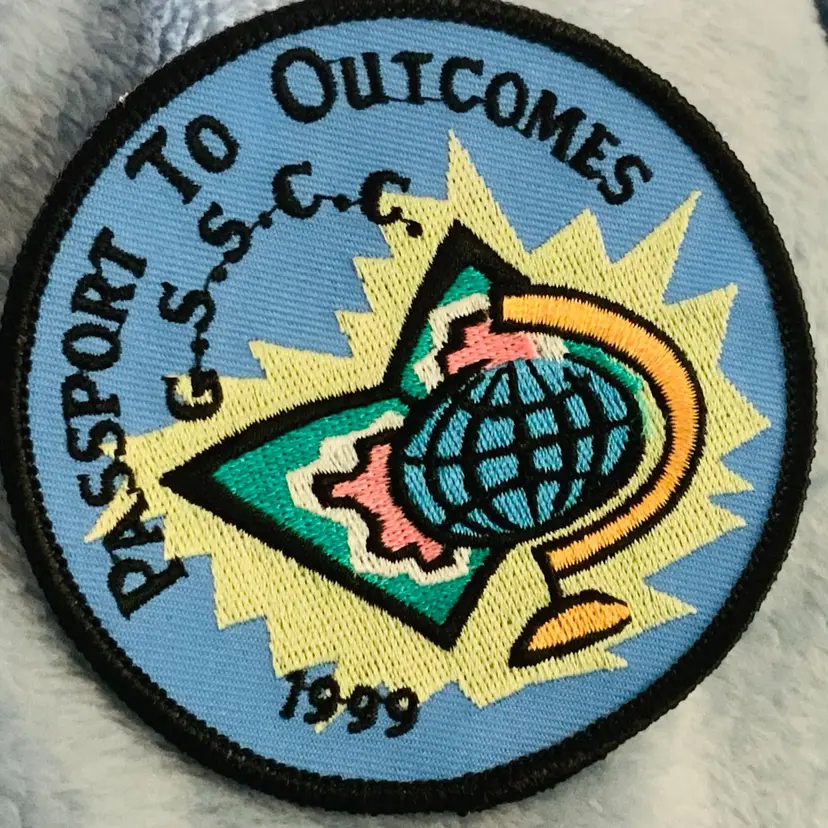 PASSPORT TO OUTCOMES
G.S.S.C.C.
1999